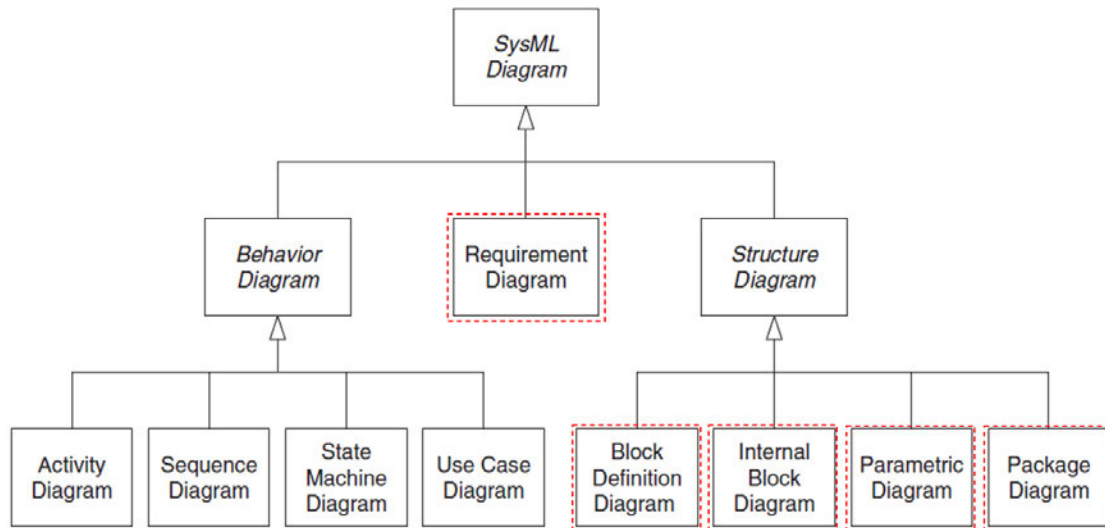 SysML
Diagram
Behavior
Diagram
Requirement
Diagram
Structure
Diagram
Activity
Diagram
Sequence
Diagram
State
Machine
Diagram
Use Case
Diagram
Block
Definition
Diagram
Internal
Block
Diagram
Parametric
Diagram
Package
Diagram